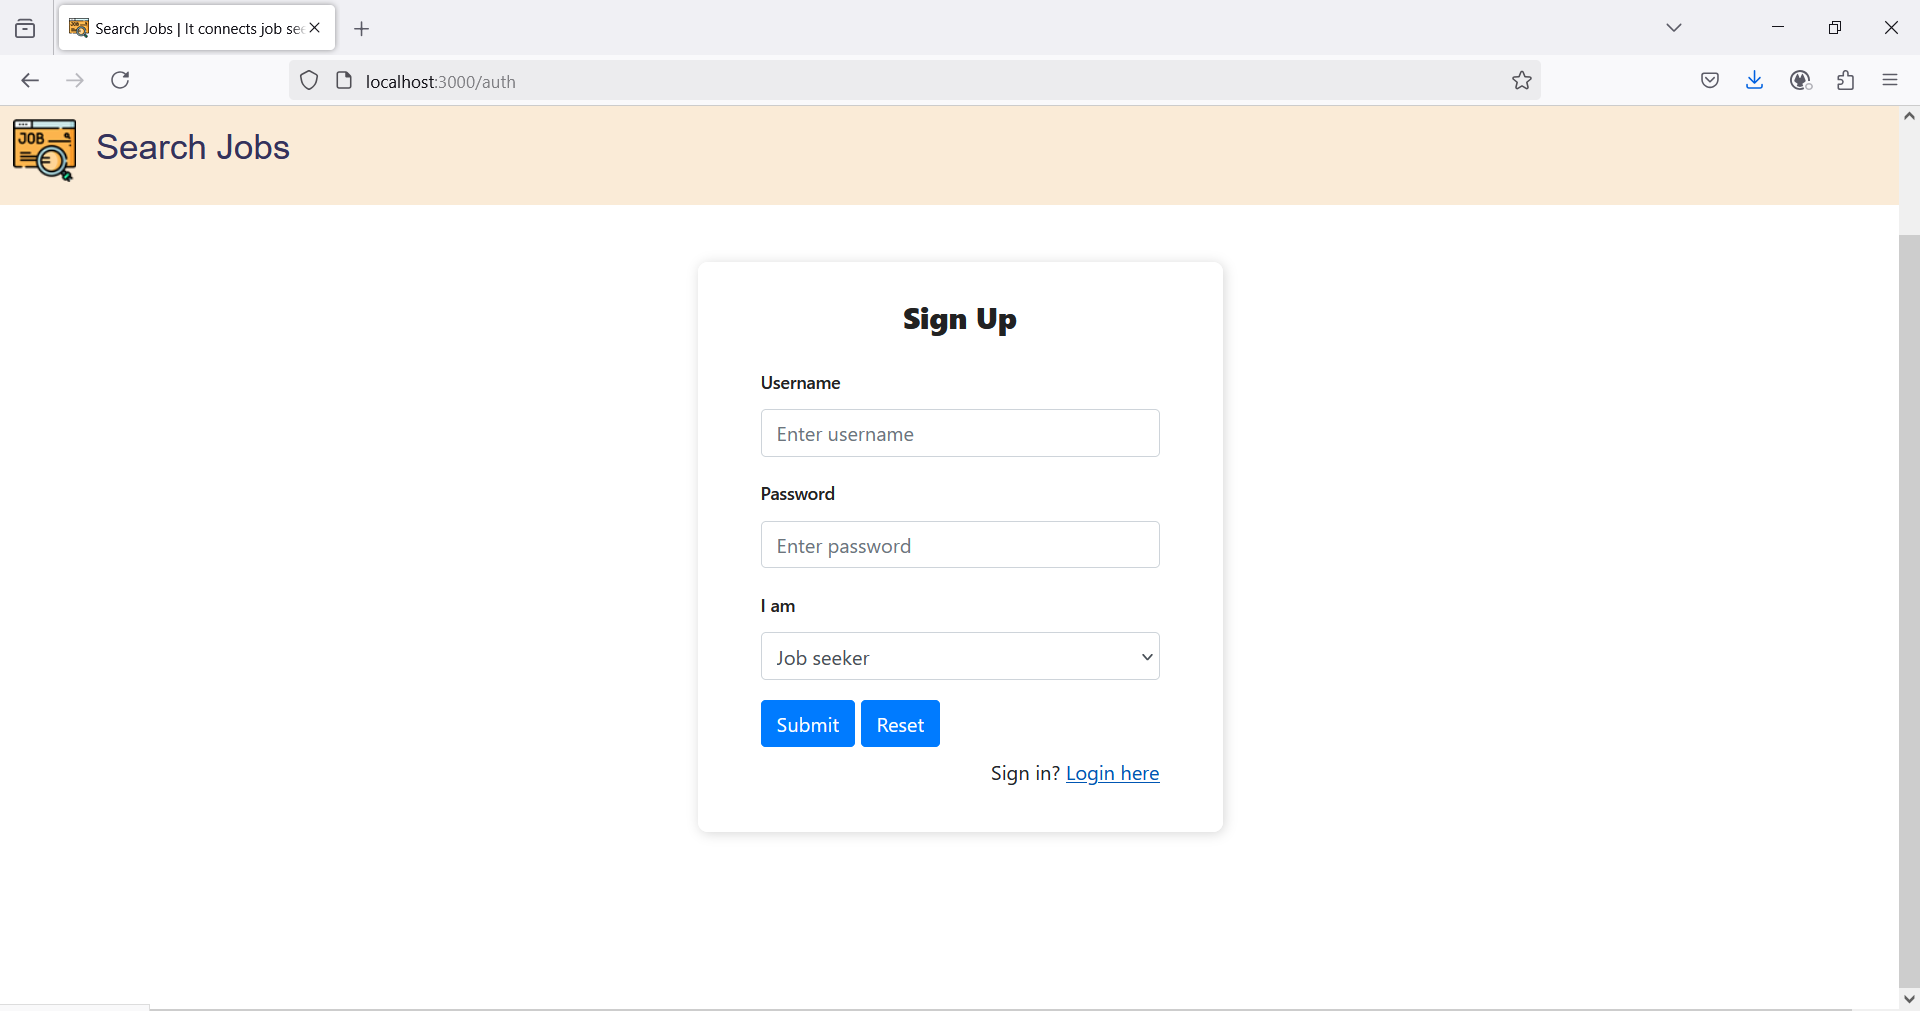 Search Jobs | It connects job see
localhost:3000/auth
JOB
Search Jobs
Sign Up
Username
Enter username
Password
Enter password
I am
Job seeker
Submit Reset
Sign in? Login here